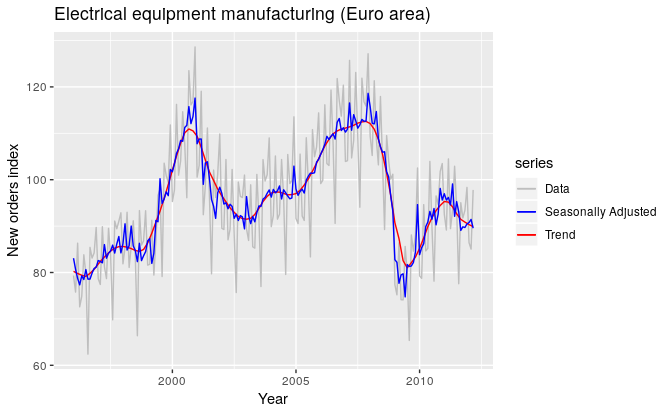 Electrical equipment manufacturing (Euro area)
120
100
80
60
New orders index
2000 2005 2010
Year
series
Data
Seasonally Adjusted
Trend